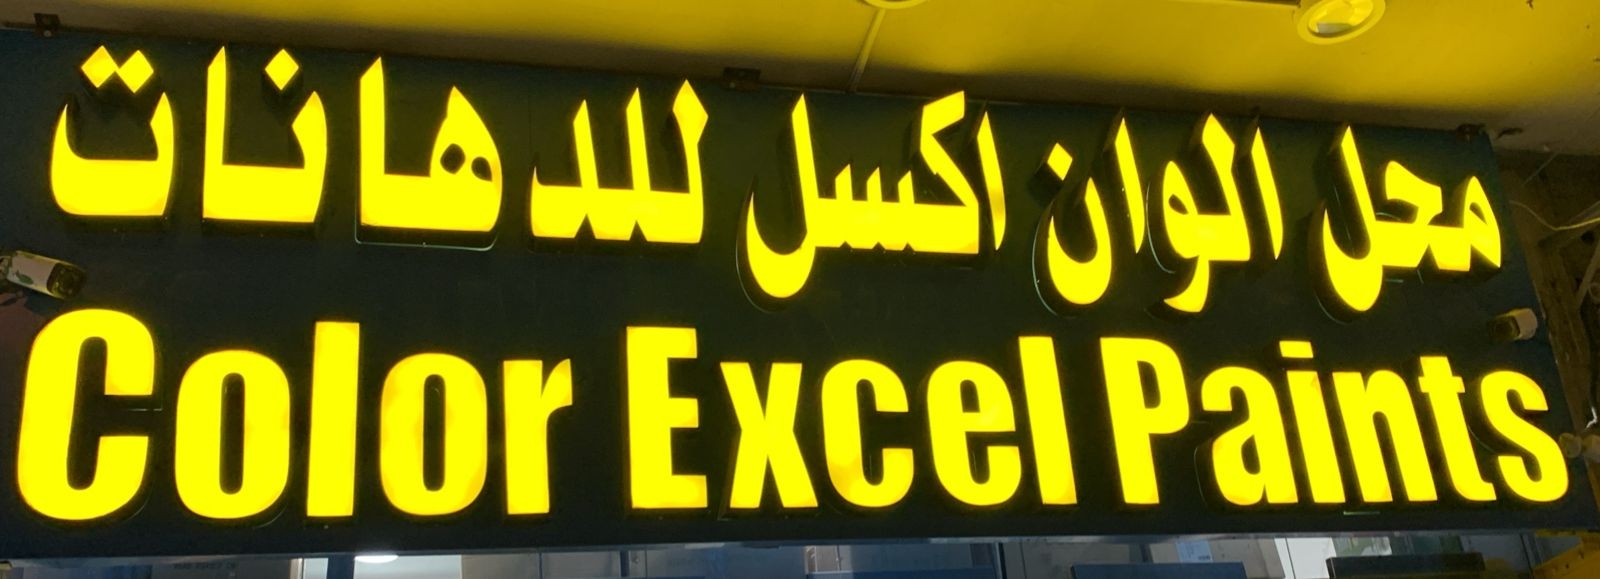 محل الوان اكسل للدهانات
Color Excel Paints